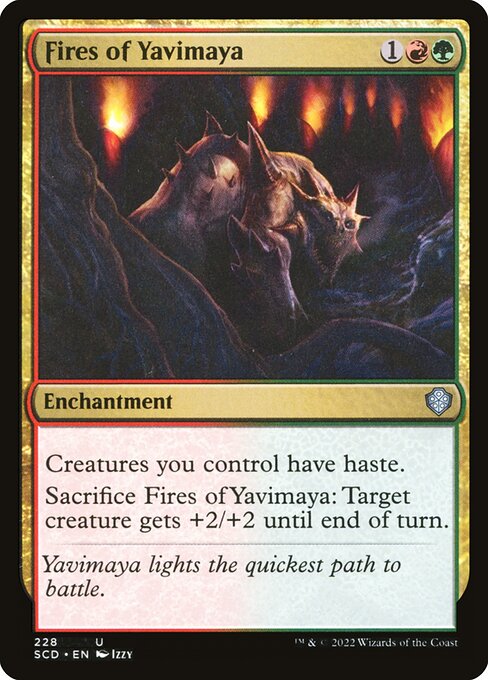 Fires of Yavimaya 1
Enchantment
Creatures you control have haste.
Sacrifice Fires of Yavimaya: Target
creature gets +2/+2 until end of turn.
Yavimaya lights the quickest path to
battle.
228 U
SCD • EN Izzy
™ & © 2022 Wizards of the Coast